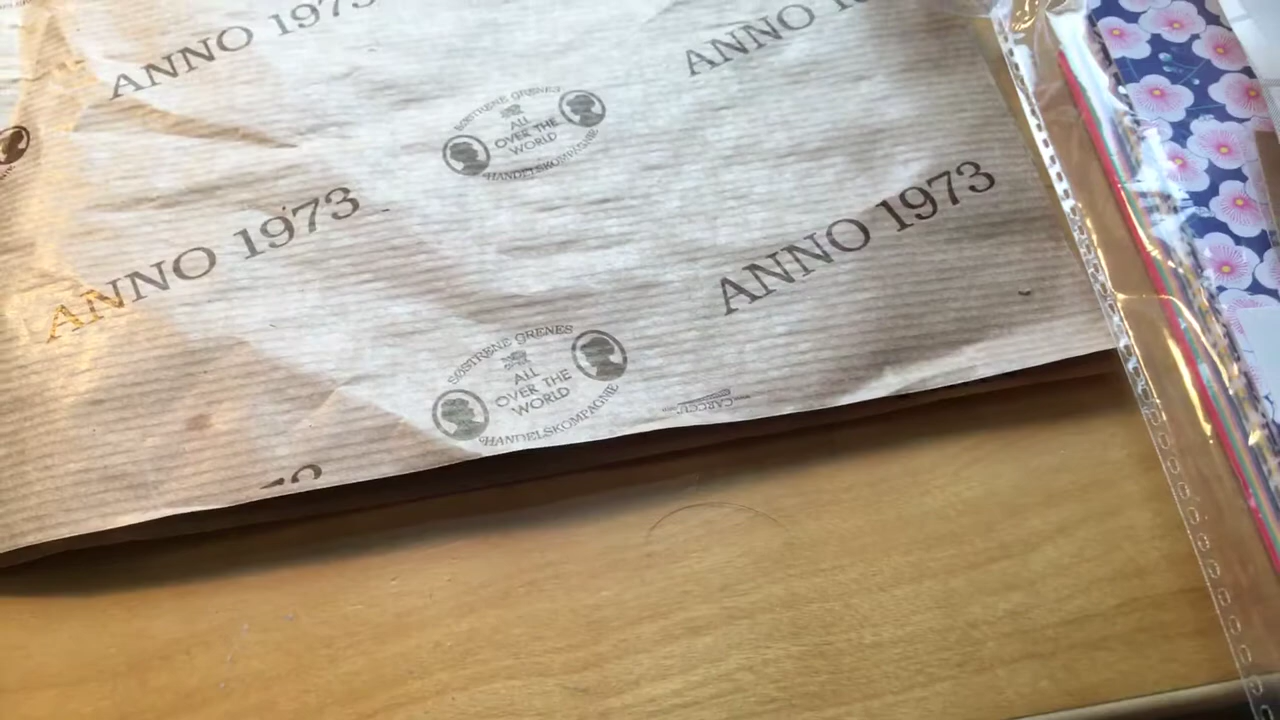 ANNO 1973
ANNO
SØSTRENE GRENES
ALL
OVER THE
WORLD
HANDELSKOMPAGNIE
ANNO 1973
ANNO 1973
SØSTRENE GRENES
ALL
OVER THE
WORLD
HANDELSKOMPAGNIE